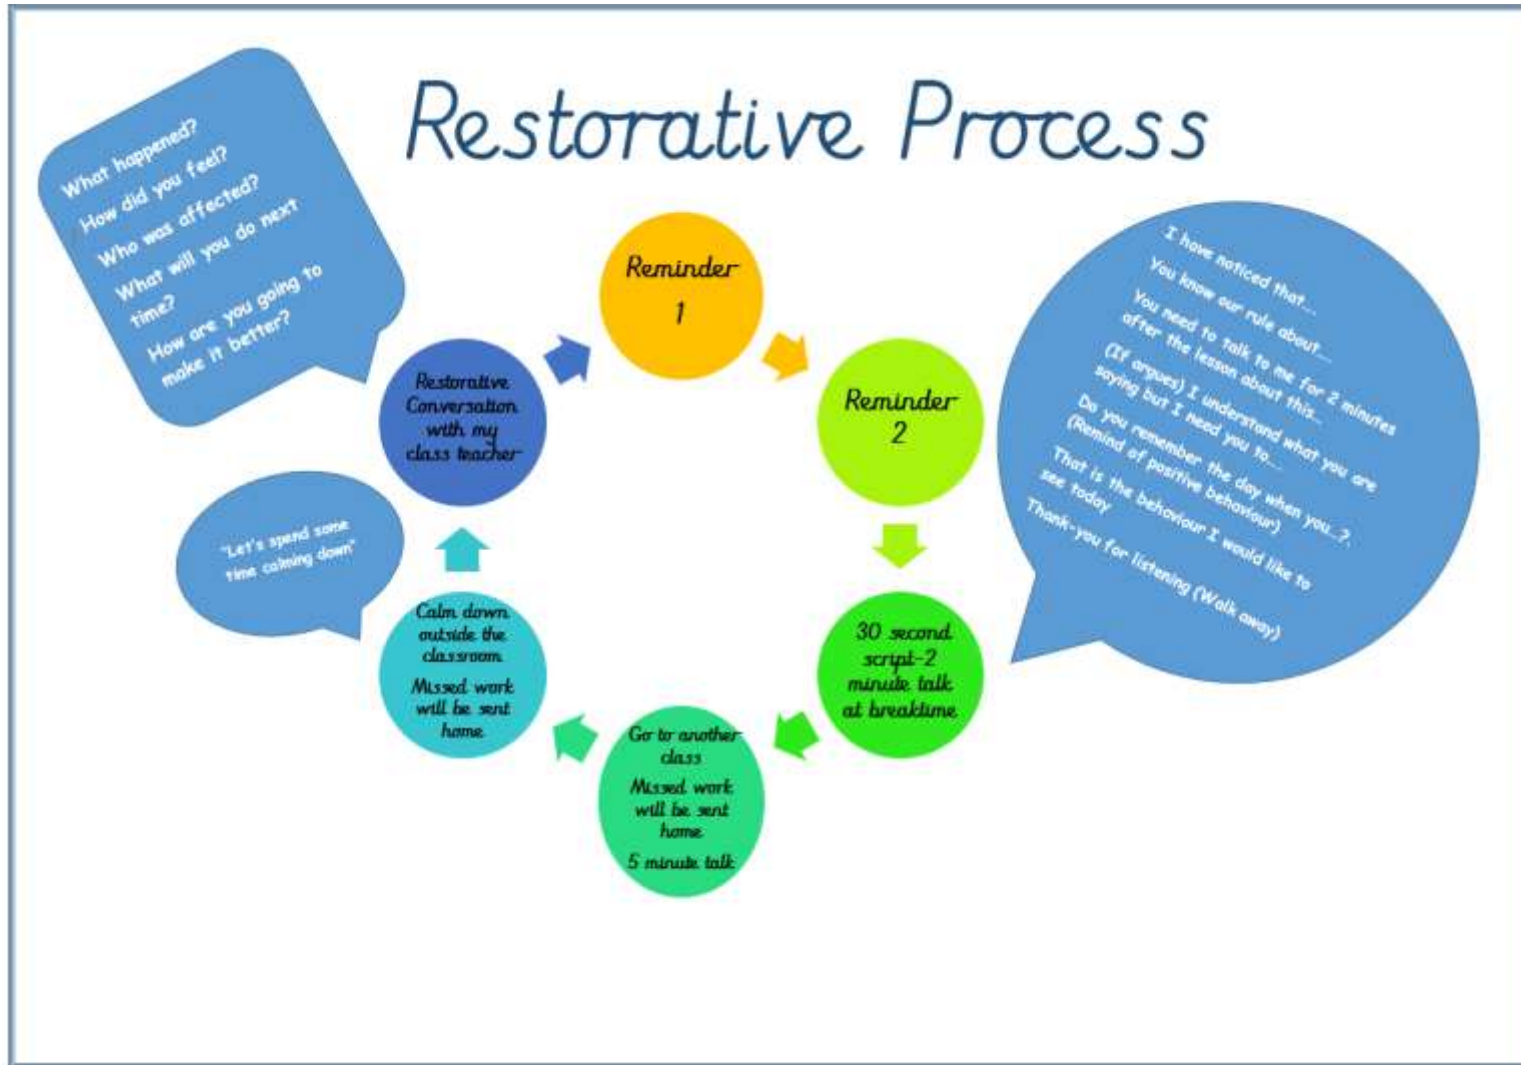 Restorative Process
What happened?
How did you feel?
Who was affected?
What will you do next
time?
How are you going to
make it better?
Reminder
1
Reminder
2
I have noticed that...
You know our rule about...
You need to talk to me for 2 minutes
after the lesson about this...
(If argues) I understand what you are
saying but I need you to...
Do you remember the day when you...?.
(Remind of positive behaviour)
That is the behaviour I would like to
see today
Thank-you for listening (Walk away)
30 second
script-2
minute talk
at breaktime
Go to another
class
Missed work
will be sent
home
5 minute talk
Calm down
outside the
classroom
Missed work
will be sent
home
"Let's spend some
time calming down"
Restorative
Conversation
with my
class teacher